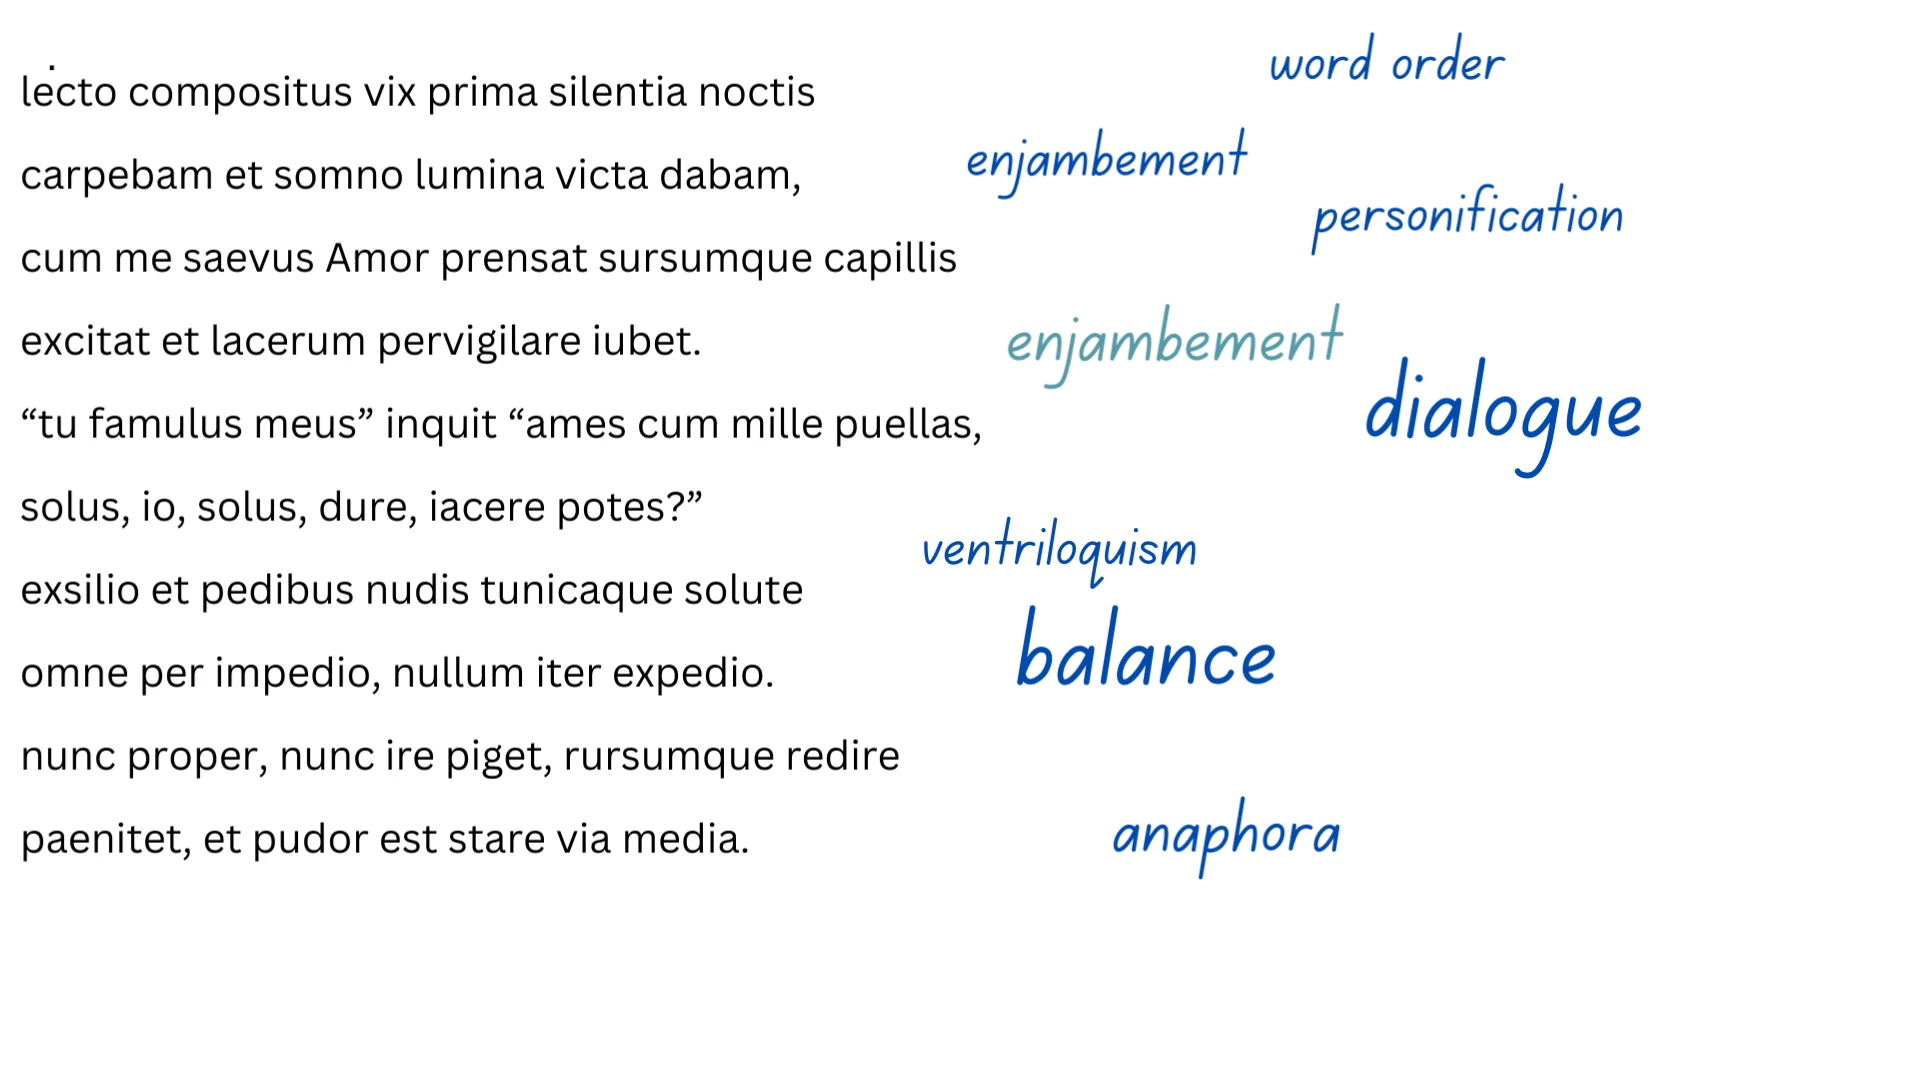 lecto compositus vix prima silentia noctis
word order
carpebam et somno lumina victa dabam,
enjambement
personification
cum me saevus Amor prensat sursumque capillis
excitat et lacerum pervigilare iubet.
enjambement
“tu famulus meus” inquit “ames cum mille puellas,
dialogue
solus, io, solus, dure, iacere potes?”
ventriloquism
exsilio et pedibus nudis tunicaque solute
omne per impedio, nullum iter expedio.
balance
nunc proper, nunc ire piget, rursumque redire
paenitet, et pudor est stare via media.
anaphora